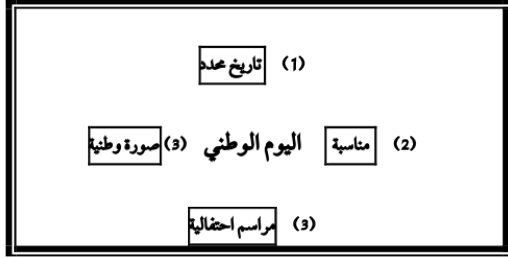 (1) تاريخ محدد
(2) مناسبة اليوم الوطني (3) صورة وطنية
(3) مراسم احتفالية